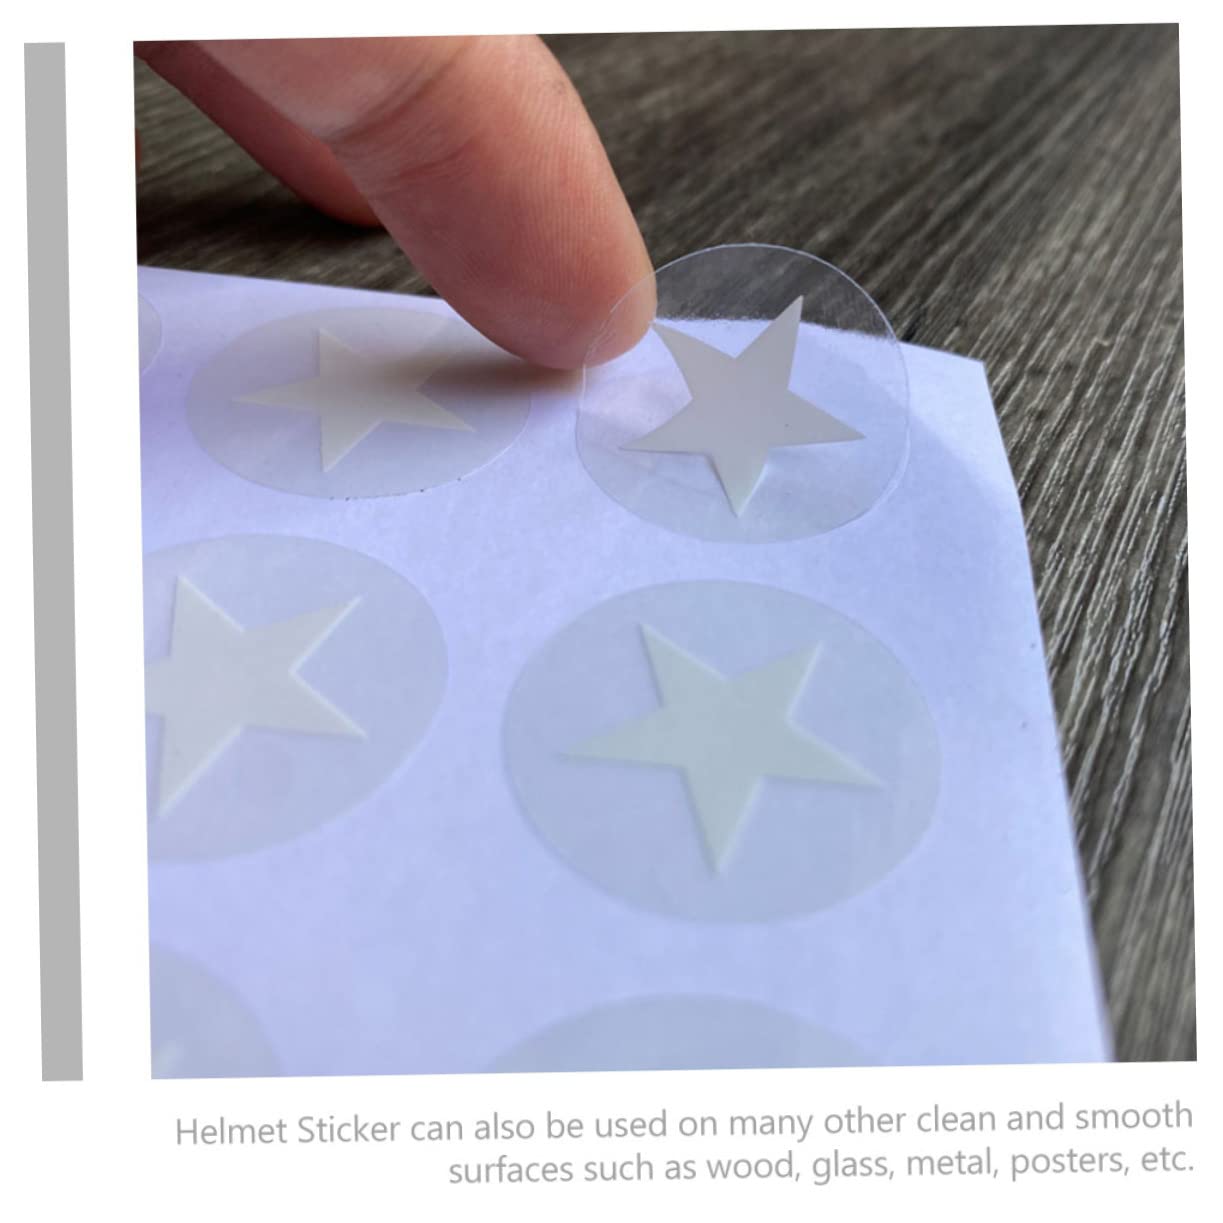 Helmet Sticker can also be used on many other clean and smooth
surfaces such as wood, glass, metal, posters, etc.